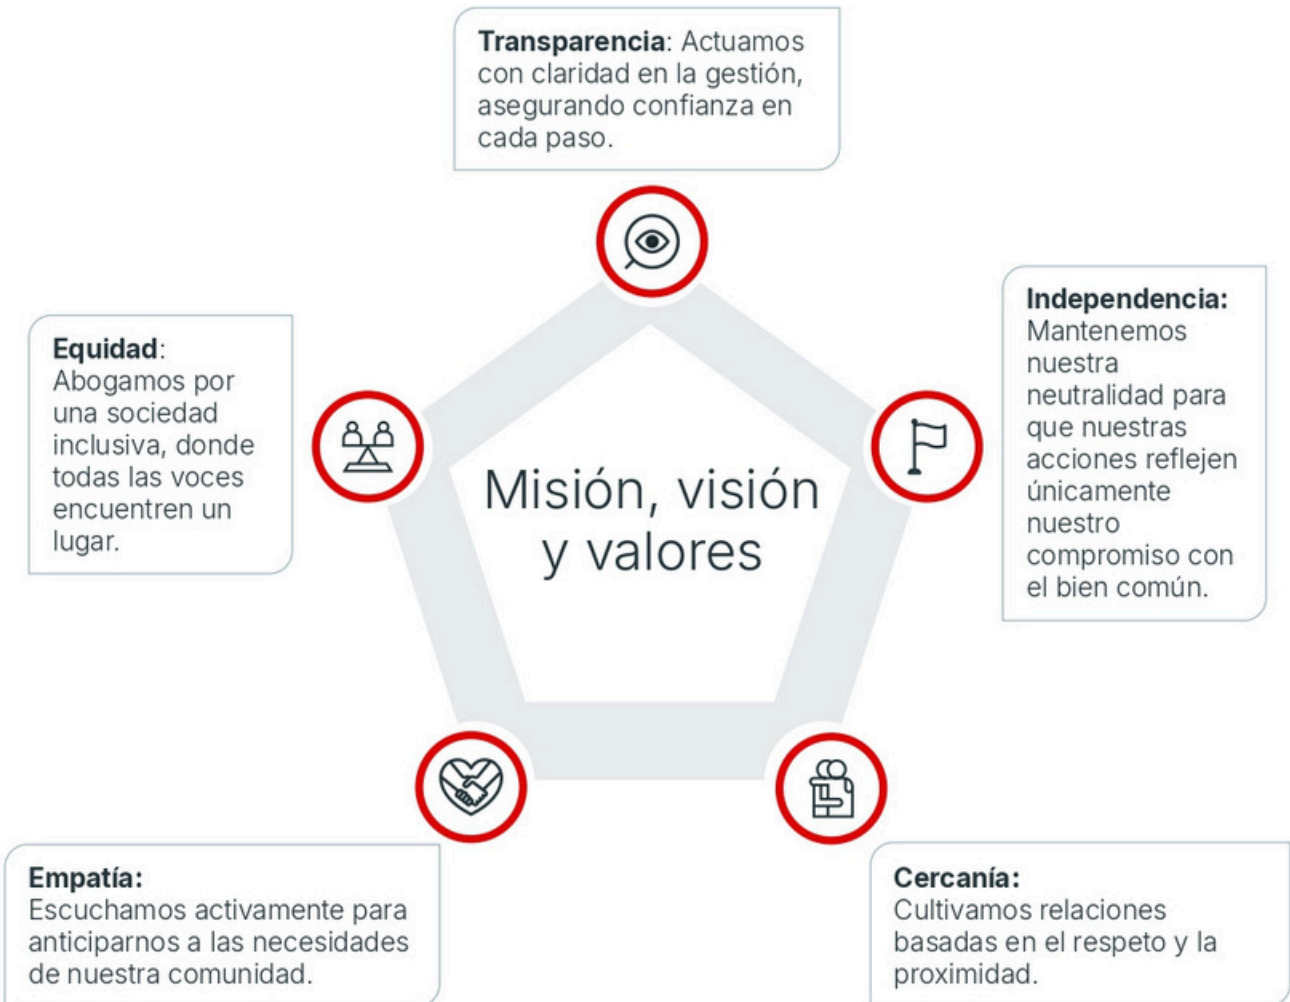 Transparencia: Actuamos
con claridad en la gestión,
asegurando confianza en
cada paso.
Independencia:
Mantenemos
nuestra
neutralidad para
que nuestras
acciones reflejen
únicamente
nuestro
compromiso con
el bien común.
Equidad:
Abogamos por
una sociedad
inclusiva, donde
todas las voces
encuentren un
lugar.
Misión, visión
y valores
Empatía:
Escuchamos activamente para
anticiparnos a las necesidades
de nuestra comunidad.
Cercanía:
Cultivamos relaciones
basadas en el respeto y la
proximidad.